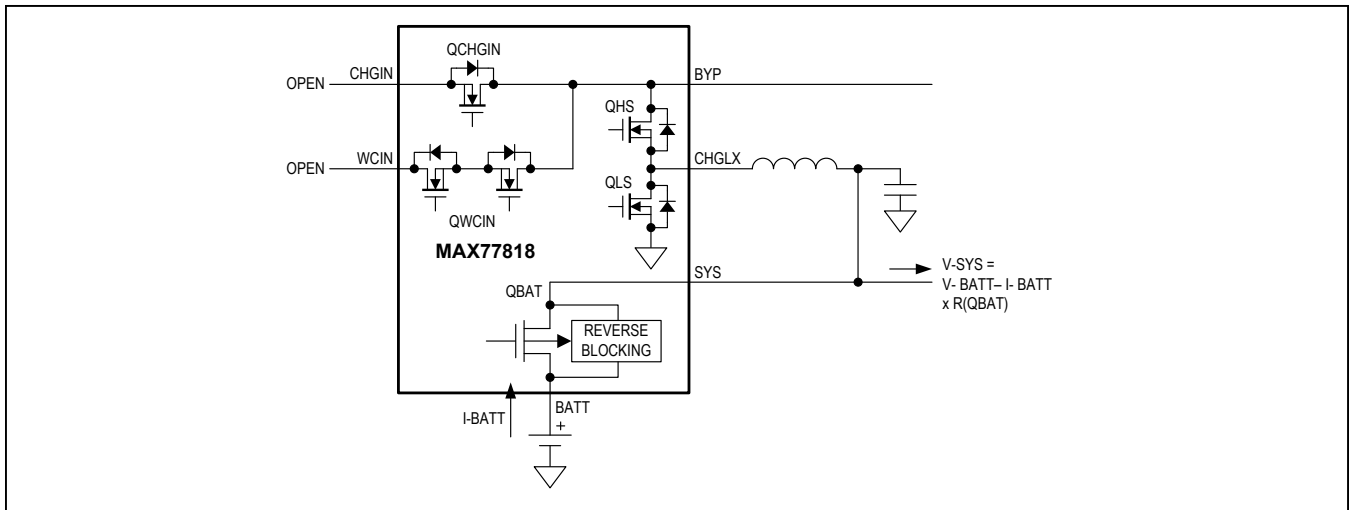 QCHGIN
OPEN
CHGIN
BYP
QHS
OPEN
WCIN
CHGLX
QLS
QWCIN
MAX77818
SYS
V-SYS =
V- BATT– I- BATT
x R(QBAT)
QBAT
REVERSE
BLOCKING
I-BATT
BATT
+